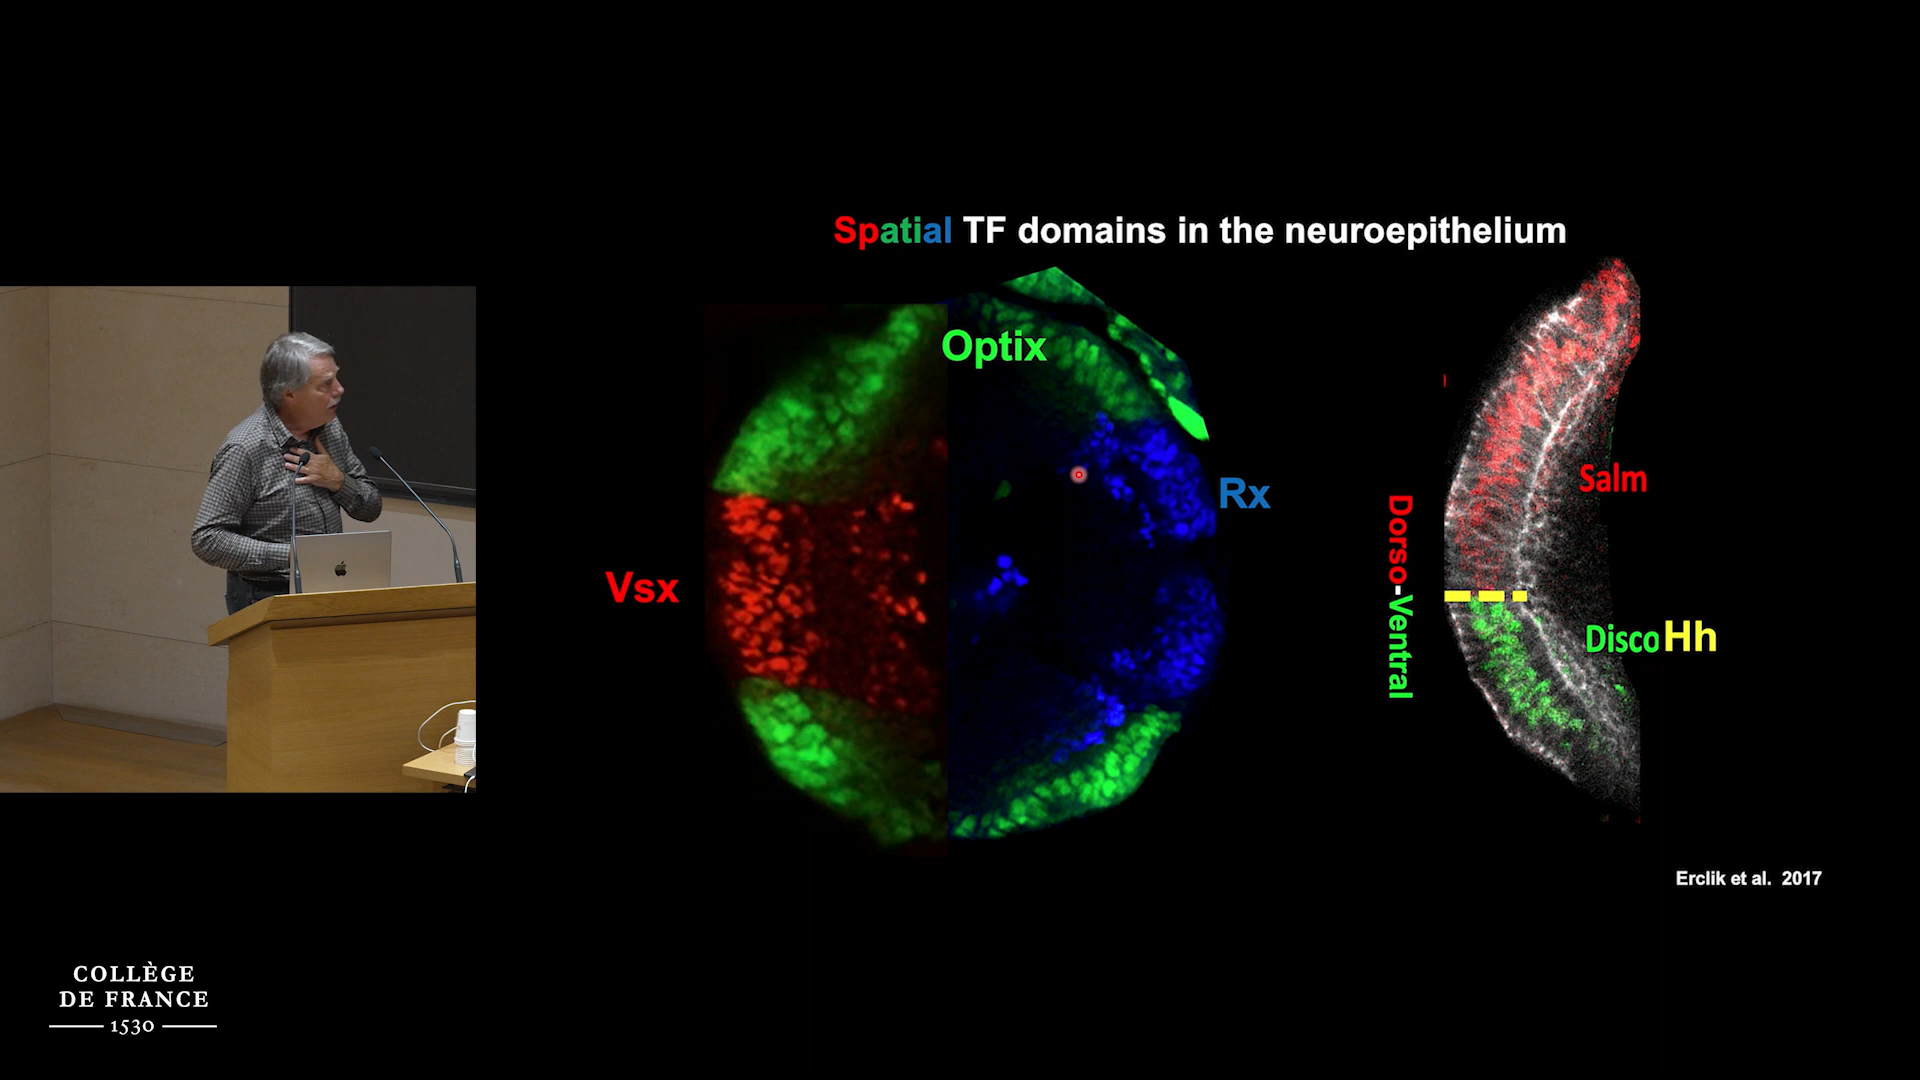 Spatial TF domains in the neuroepithelium
Optix
Rx
Vsx
Dorso-Ventral
Salm
Disco Hh
Erclik et al. 2017
COLLÈGE
DE FRANCE
1530